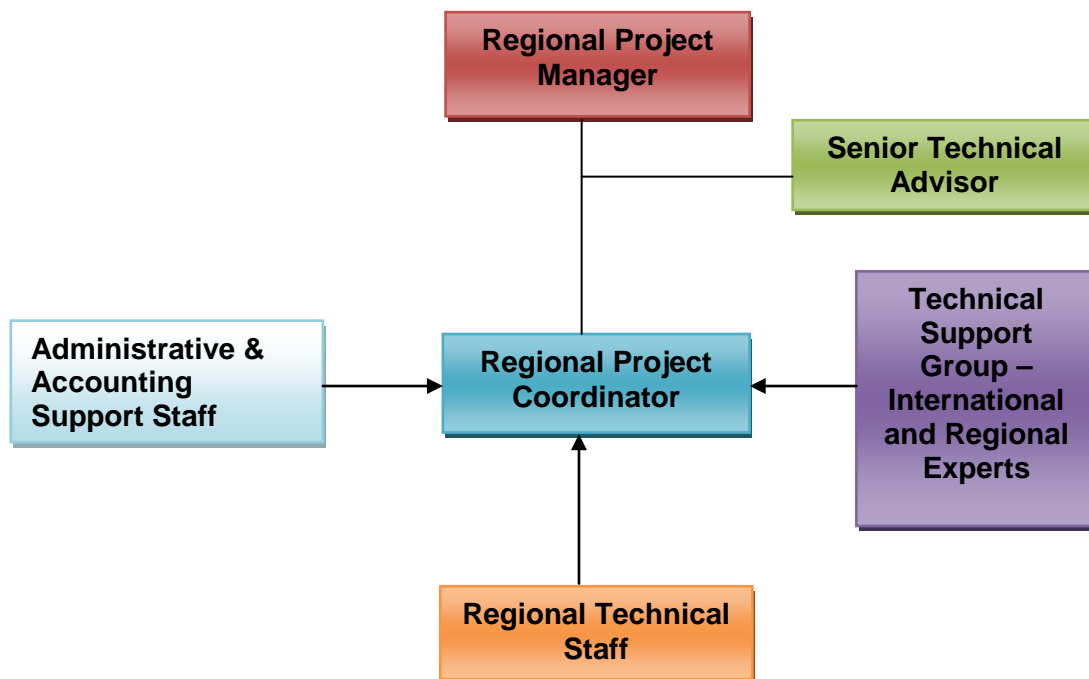 Regional Project
Manager
Senior Technical
Advisor
Administrative &
Accounting
Support Staff
Regional Project
Coordinator
Technical
Support
Group –
International
and Regional
Experts
Regional Technical
Staff